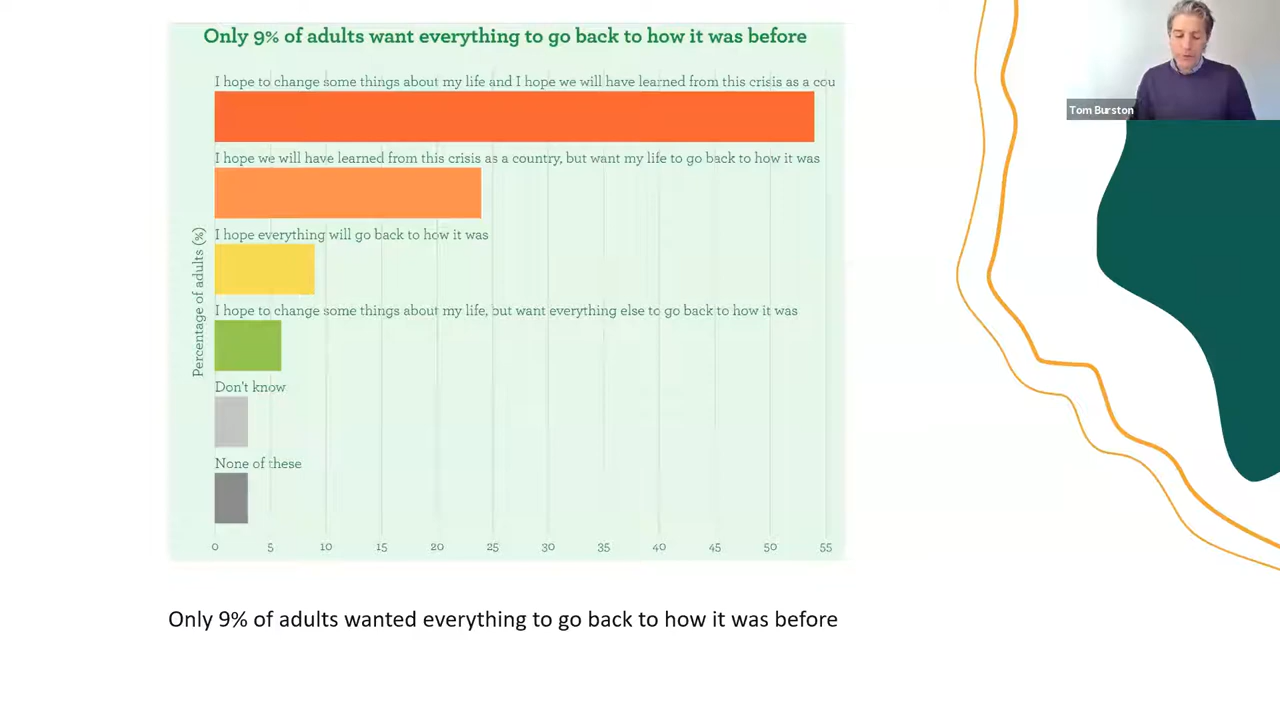 Only 9% of adults want everything to go back to how it was before
I hope to change some things about my life and I hope we will have learned from this crisis as a cou
I hope we will have learned from this crisis as a country, but want my life to go back to how it was
I hope everything will go back to how it was
I hope to change some things about my life, but want everything else to go back to how it was
Don't know
None of these
Percentage of adults (%)
0 5 10 15 20 25 30 35 40 45 50 55
Tom Burston
Only 9% of adults wanted everything to go back to how it was before